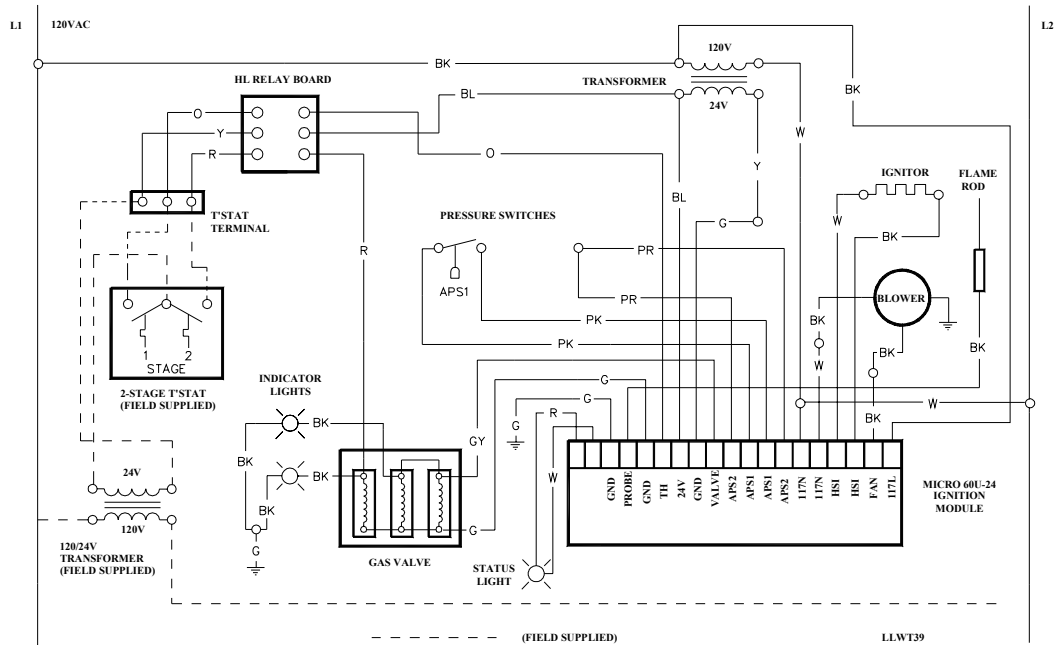 L1
120VAC
L2
BK
120V
HL RELAY BOARD
TRANSFORMER
24V
BL
BK
O
Y
R
W
O
Y
BL
IGNITOR
FLAME
ROD
T'STAT
TERMINAL
PRESSURE SWITCHES
G
W
BK
R
PR
APS1
PR
BLOWER
PK
BK
PK
BK
BK
W
1
2
STAGE
2-STAGE T'STAT
(FIELD SUPPLIED)
INDICATOR
LIGHTS
G
G
W
R
BK
BK
GY
BK
W
BK
BK
24V
120V
G
G
GND
PROBE
GND
TH
24V
GND
VALVE
APS2
APS1
APS1
APS2
117N
117N
HSI
HSI
FAN
117L
MICRO 60U-24
IGNITION
MODULE
120/24V
TRANSFORMER
(FIELD SUPPLIED)
GAS VALVE
STATUS
LIGHT
(FIELD SUPPLIED)
LLWT39